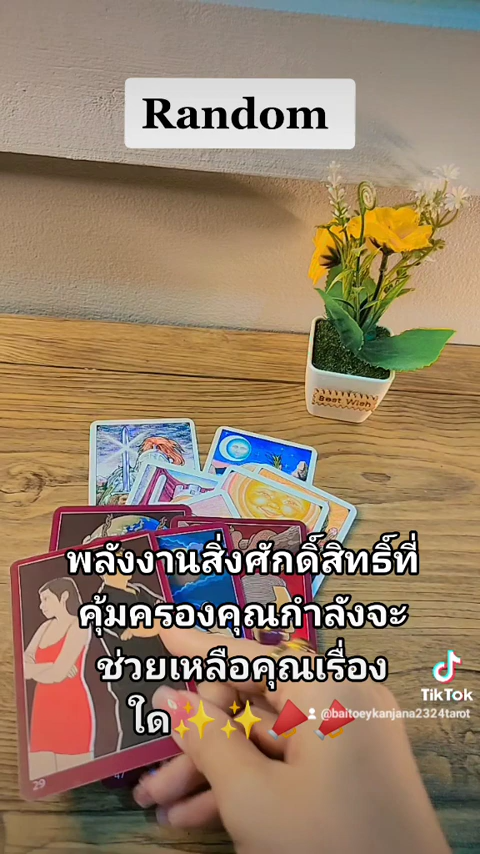 Random
Best Wish
พลังงานสิ่งศักดิ์สิทธิ์ที่
คุ้มครองคุณกำลังจะ
ช่วยเหลือคุณเรื่อง
ใด✨✨📣📣
TikTok
@baitoeykanjana2324tarot
29
47